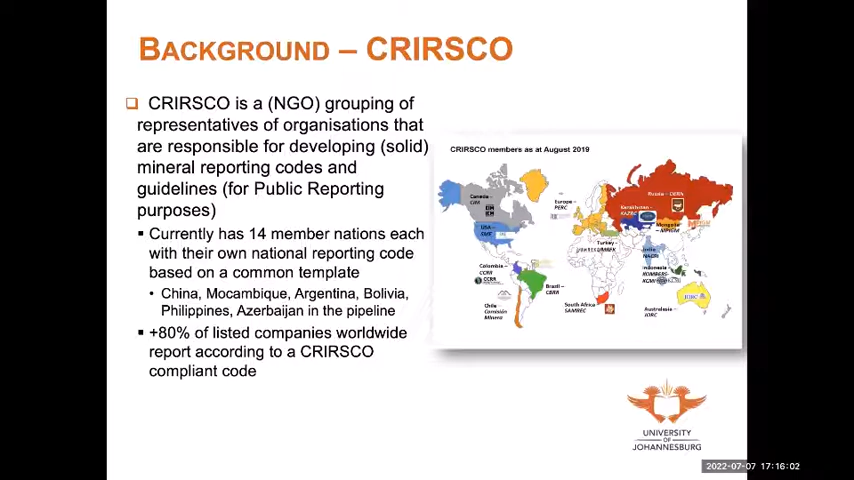 BACKGROUND – CRIRSCO
❑ CRIRSCO is a (NGO) grouping of
representatives of organisations that
are responsible for developing (solid)
mineral reporting codes and
guidelines (for Public Reporting
purposes)
▪ Currently has 14 member nations each
with their own national reporting code
based on a common template
• China, Mocambique, Argentina, Bolivia,
Philippines, Azerbaijan in the pipeline
▪ +80% of listed companies worldwide
report according to a CRIRSCO
compliant code
CRIRSCO members as at August 2019
Canada –
CIM
USA –
SME
Colombia –
CCRR
CCRR
Chile –
Comisión
Minera
Brazil –
CBRR
Europe –
PERC
Turkey –
Russia – OERN
Kazakhstan –
KAZRC
Mongolia –
MPIGM
India –
NACRI
Indonesia –
KOMBERS-
KCMI
South Africa –
SAMREC
Australasia –
JORC
UNIVERSITY
OF
JOHANNESBURG
2022-07-07 17:16:02